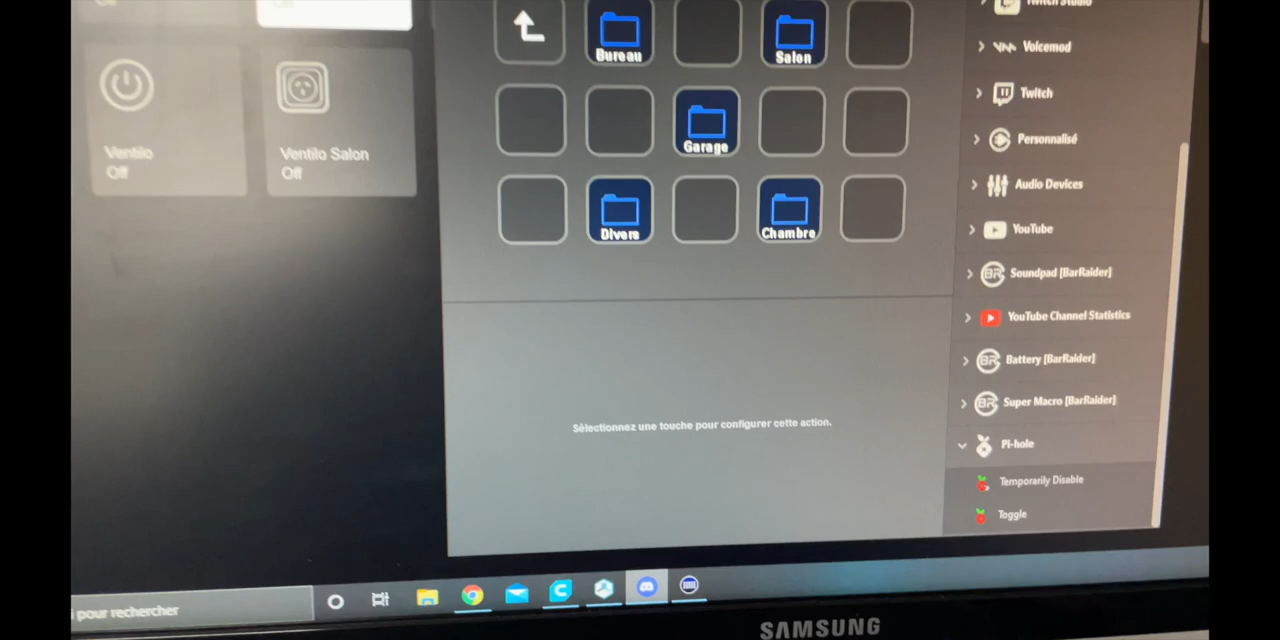 Bureau
Salon
Garage
Divers
Chambre
Ventilo
Off
Ventilo Salon
Off
Twitch Studio
Voicemod
Twitch
Personnalisé
Audio Devices
YouTube
Soundpad [BarRaider]
YouTube Channel Statistics
Battery [BarRaider]
Super Macro [BarRaider]
Pi-hole
Temporarily Disable
Toggle
Sélectionnez une touche pour configurer cette action.
i pour rechercher
SAMSUNG